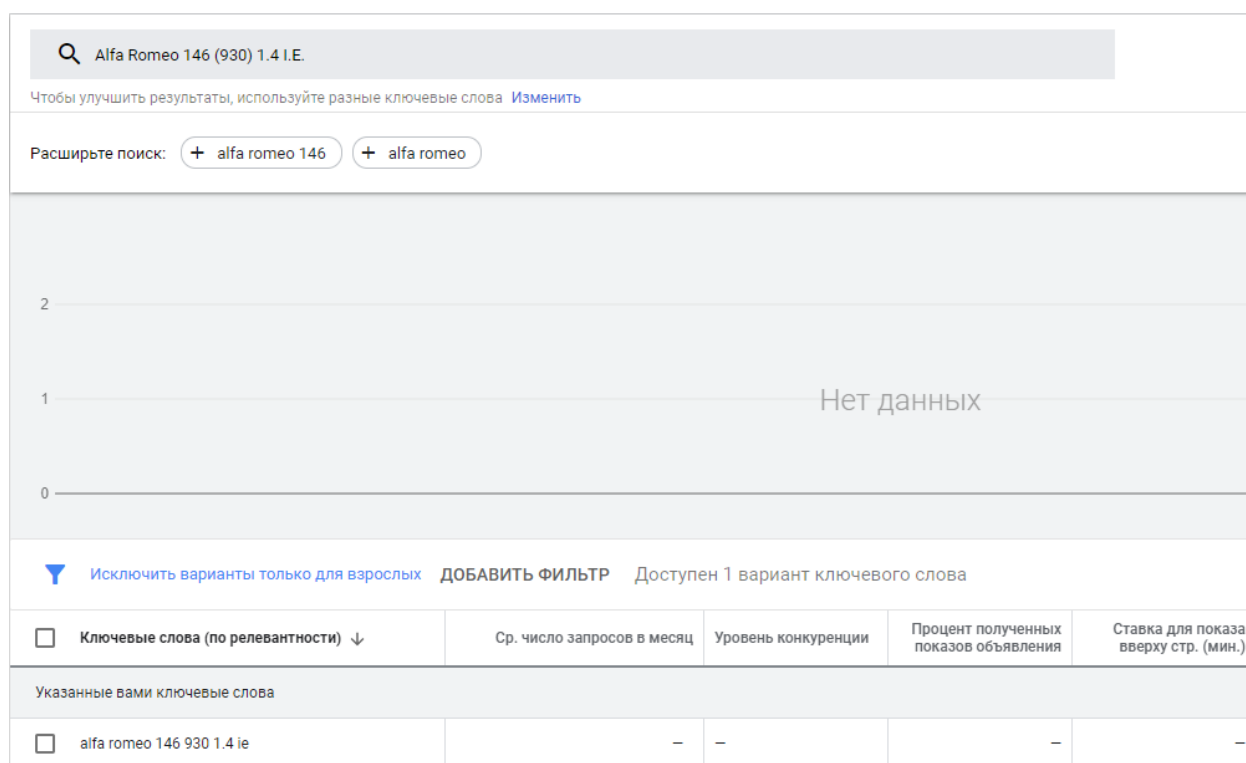 Alfa Romeo 146 (930) 1.4 I.E.
Чтобы улучшить результаты, используйте разные ключевые слова Изменить
Расширьте поиск: + alfa romeo 146 + alfa romeo
2
1
Нет данных
0
Исключить варианты только для взрослых ДОБАВИТЬ ФИЛЬТР Доступен 1 вариант ключевого слова
Ключевые слова (по релевантности) ↓ Ср. число запросов в месяц Уровень конкуренции Процент полученных показов объявления Ставка для показа вверху стр. (мин.)
Указанные вами ключевые слова
alfa romeo 146 930 1.4 ie – – – –